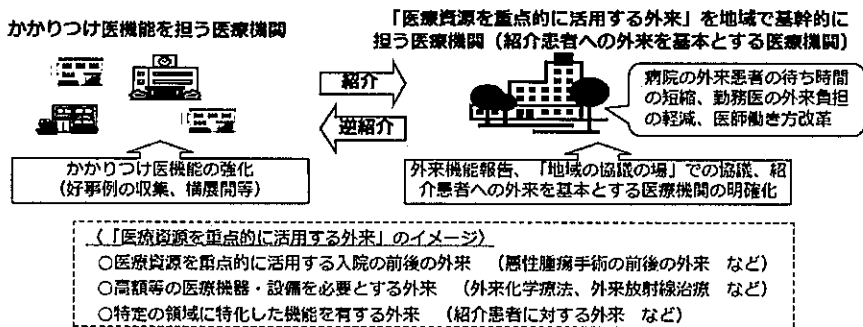 かかりつけ医機能を担う医療機関
「医療資源を重点的に活用する外来」を地域で基幹的に
担う医療機関(紹介患者への外来を基本とする医療機関)
紹介
逆紹介
病院の外来患者の待ち時間
の短縮、勤務医の外来負担
の軽減、医師働き方改革
かかりつけ医機能の強化
(好事例の収集、横展開等)
外来機能報告、「地域の協議の場」での協議、紹
介患者への外来を基本とする医療機関の明確化
〈「医療資源を重点的に活用する外来」のイメージ〉
○医療資源を重点的に活用する入院の前後の外来 (悪性腫瘍手術の前後の外来 など)
○高額等の医療機器・設備を必要とする外来 (外来化学療法、外来放射線治療 など)
○特定の領域に特化した機能を有する外来 (紹介患者に対する外来 など)